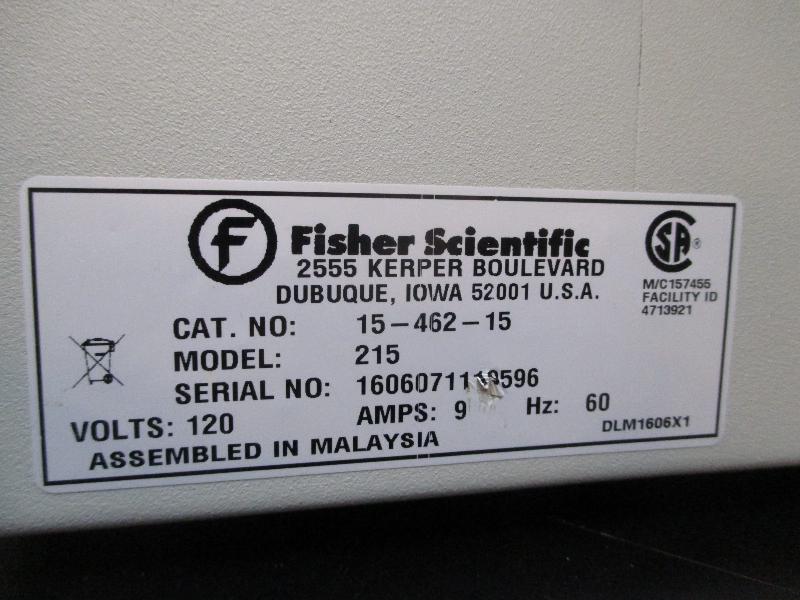 F Fisher Scientific
2555 KERPER BOULEVARD
DUBUQUE, IOWA 52001 U.S.A.
SA ®
M/C157455
FACILITY ID
4713921
CAT. NO: 15-462-15
MODEL: 215
SERIAL NO:
VOLTS: 120 AMPS: 9 Hz: 60
DLM1606X1
ASSEMBLED IN MALAYSIA